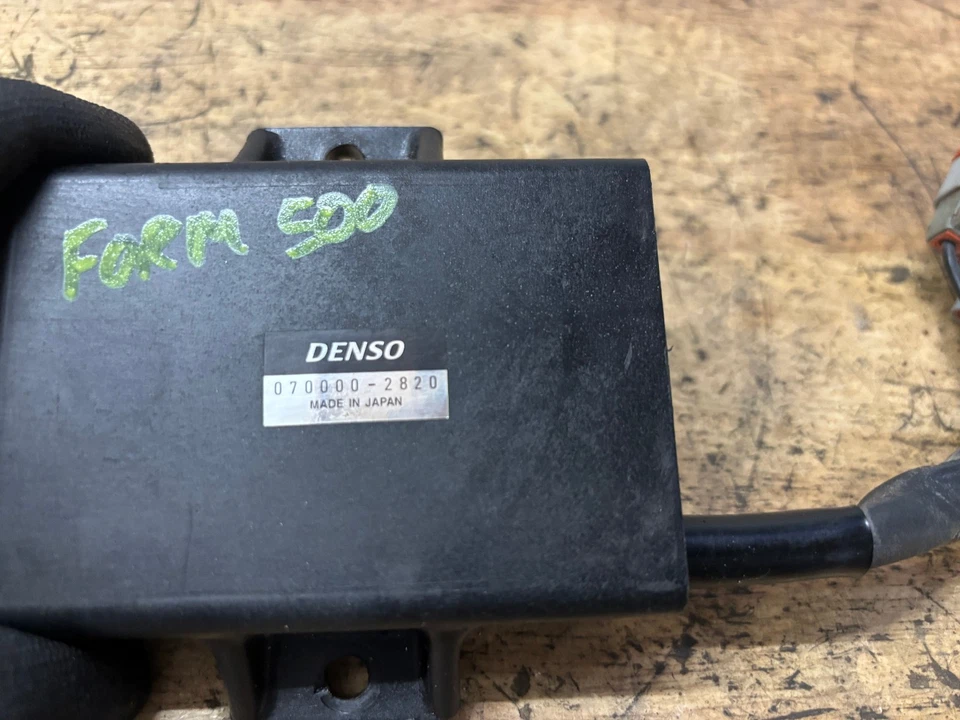 FORM 500
DENSO
070000-2820
MADE IN JAPAN